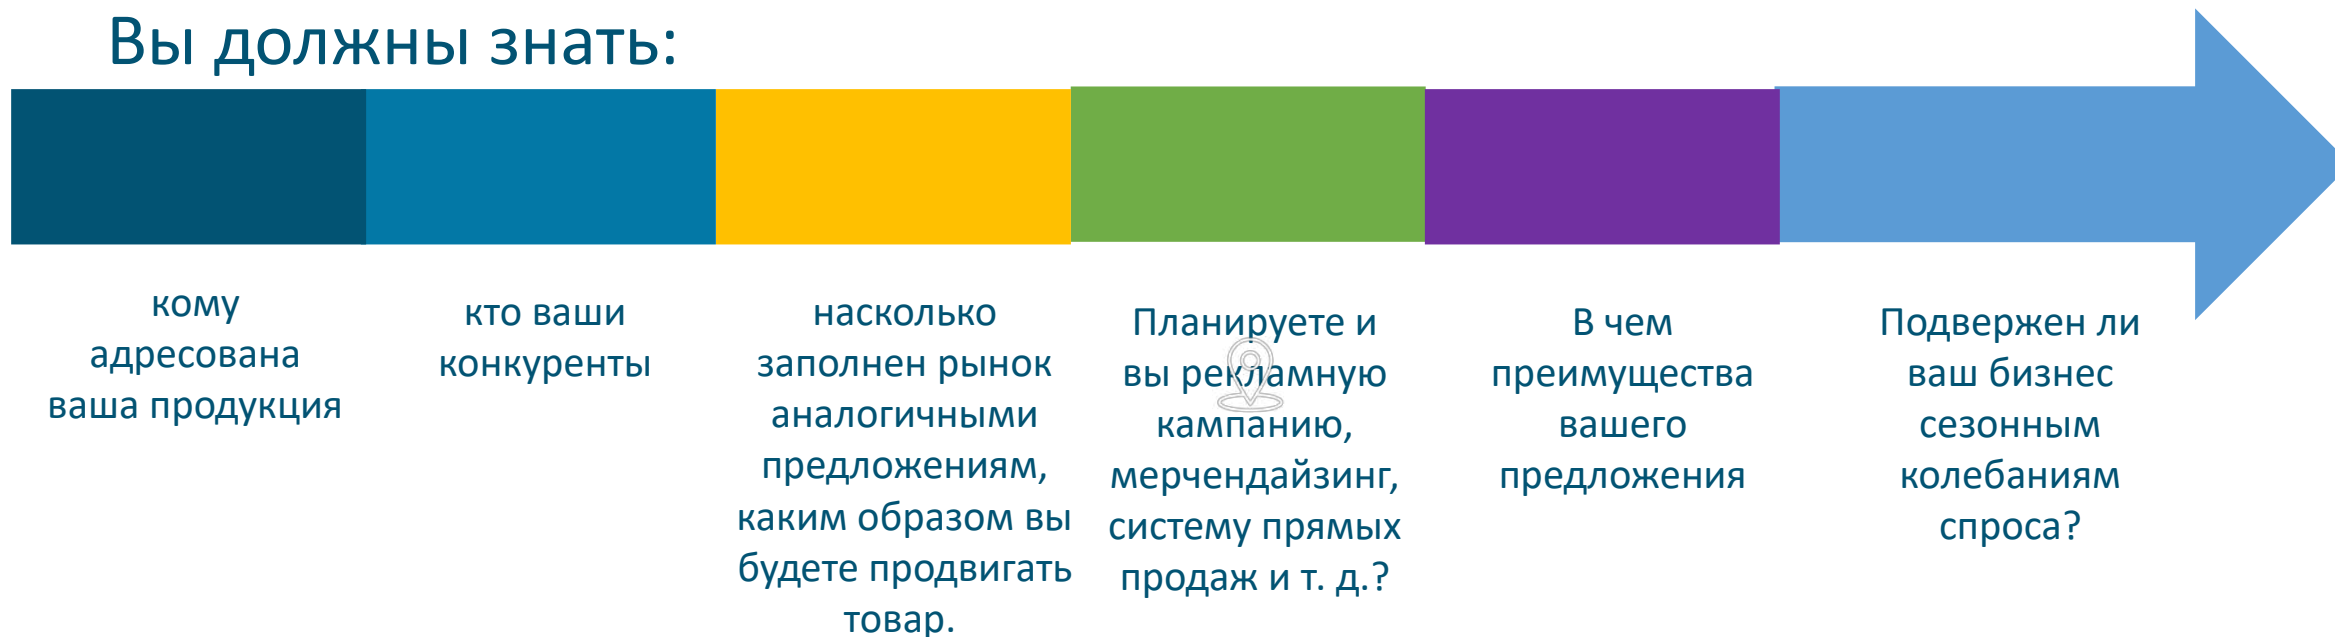 Вы должны знать:
кому
адресована
ваша продукция
кто ваши
конкуренты
насколько
заполнен рынок
аналогичными
предложениям,
каким образом вы
будете продвигать
товар.
Планируете и
вы рекламную
кампанию,
мерчендайзинг,
систему прямых
продаж и т. д.?
В чем
преимущества
вашего
предложения
Подвержен ли
ваш бизнес
сезонным
колебаниям
спроса?